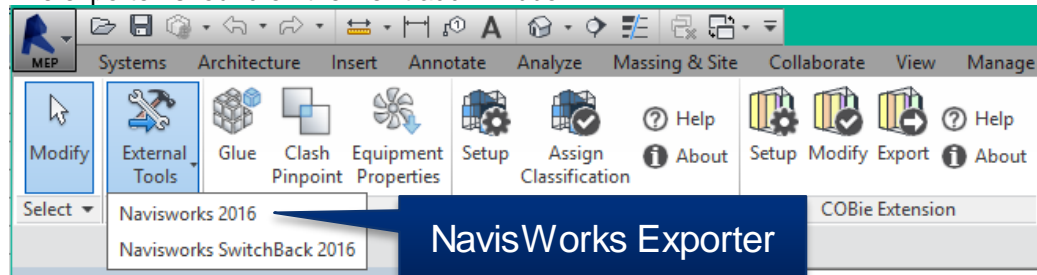 MEP Systems Architecture Insert Annotate Analyze Massing & Site Collaborate View Manage
Modify External Tools Glue Clash Pinpoint Equipment Properties Setup Assign Classification Help About Setup Modify Export Help About
Select COBie Extension
Navisworks 2016
Navisworks SwitchBack 2016
NavisWorks Exporter